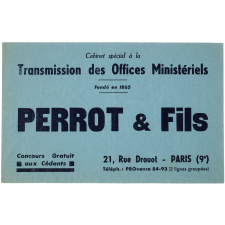 Cabinet spécial à la
Transmission des Offices Ministériels
Fondé en 1865
PERROT & Fils
Concours Gratuit
aux Cédants
21, Rue Drouot - PARIS (9e)
Téléph.: PROvence 84-93 (2 lignes groupées)